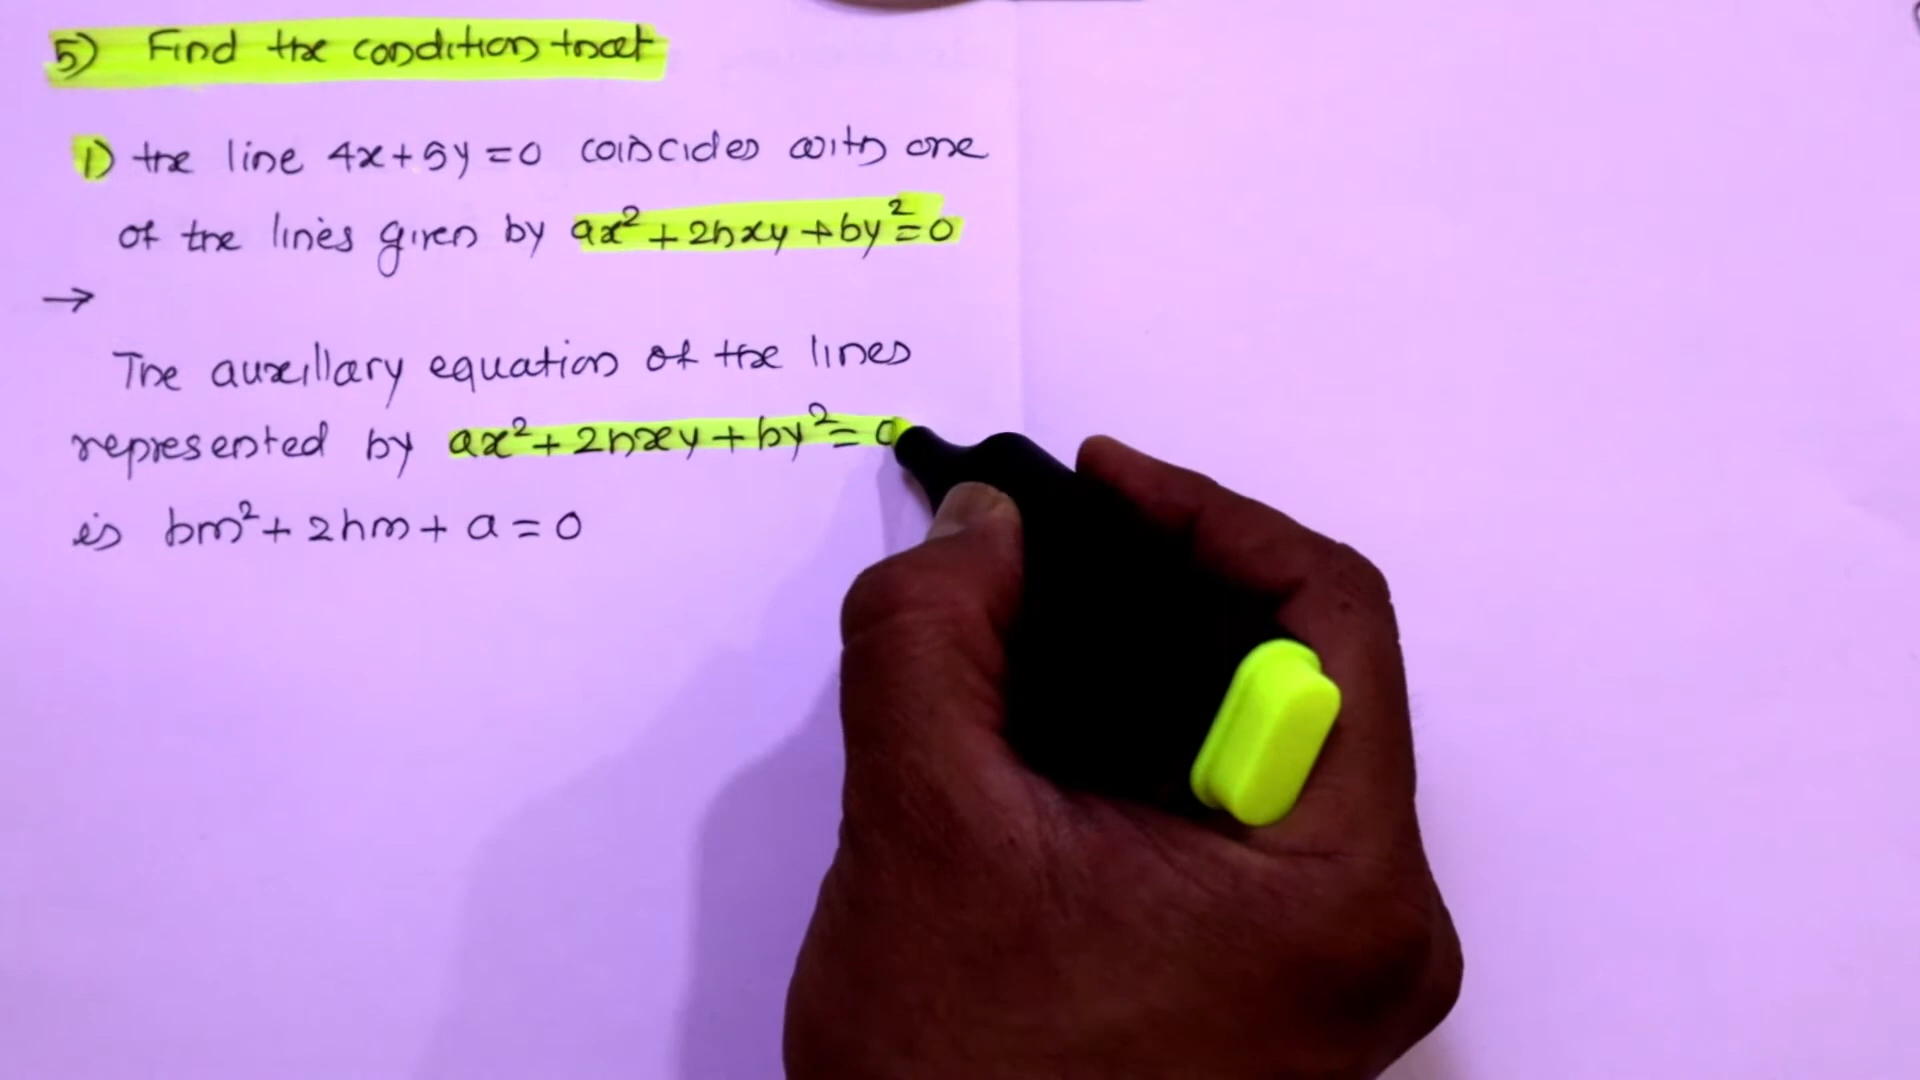 5) Find the condition that
1) the line 4x+5y=0 coincides with one
of the lines given by ax²+2hxy+by²=0
→
The auxillary equation of the lines
represented by ax²+2hxy+by²=0
is bm²+2hm+a=0